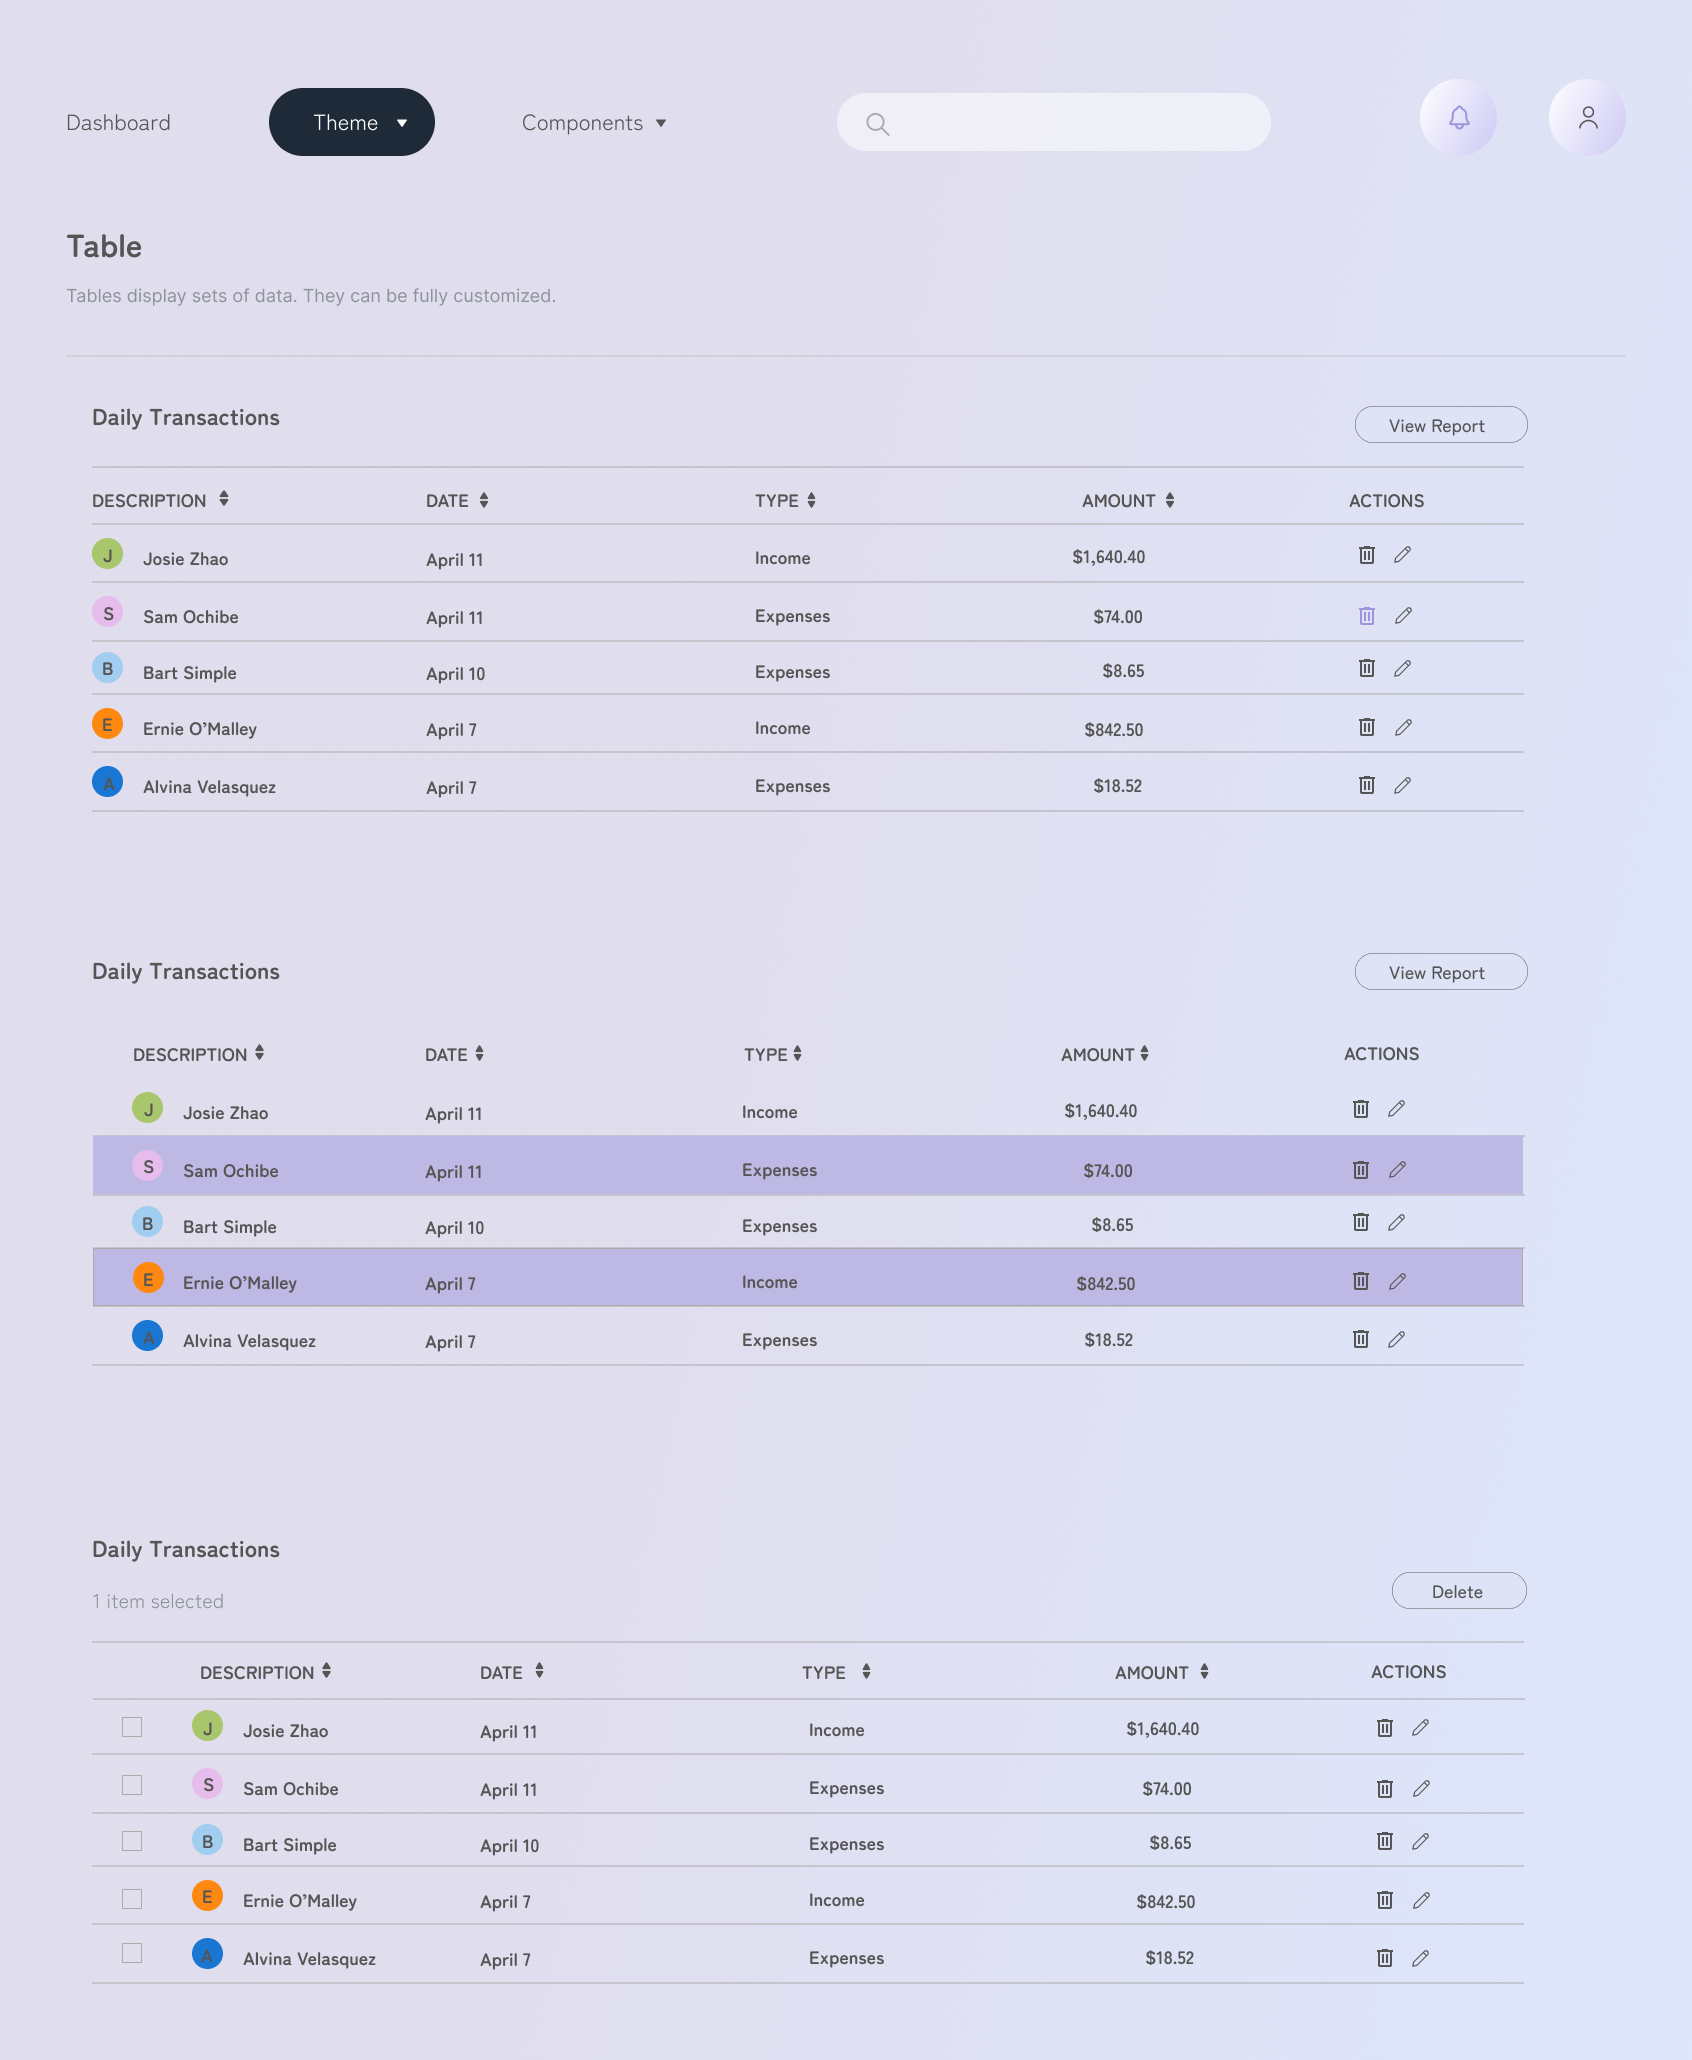 Dashboard Theme Components
Table
Tables display sets of data. They can be fully customized.
Daily Transactions View Report
DESCRIPTION DATE TYPE AMOUNT ACTIONS
J Josie Zhao April 11 Income $1,640.40
S Sam Ochibe April 11 Expenses $74.00
B Bart Simple April 10 Expenses $8.65
E Ernie O’Malley April 7 Income $842.50
A Alvina Velasquez April 7 Expenses $18.52
Daily Transactions View Report
DESCRIPTION DATE TYPE AMOUNT ACTIONS
J Josie Zhao April 11 Income $1,640.40
S Sam Ochibe April 11 Expenses $74.00
B Bart Simple April 10 Expenses $8.65
E Ernie O’Malley April 7 Income $842.50
A Alvina Velasquez April 7 Expenses $18.52
Daily Transactions
1 item selected Delete
DESCRIPTION DATE TYPE AMOUNT ACTIONS
J Josie Zhao April 11 Income $1,640.40
S Sam Ochibe April 11 Expenses $74.00
B Bart Simple April 10 Expenses $8.65
E Ernie O’Malley April 7 Income $842.50
A Alvina Velasquez April 7 Expenses $18.52